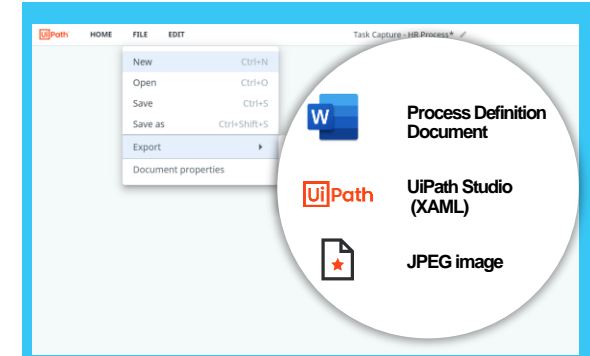 UiPath HOME FILE EDIT Task Capture - HR Process*
New Ctrl+N
Open Ctrl+O
Save Ctrl+S
Save as Ctrl+Shift+S
Export
Document properties
W
Process Definition
Document
UiPath
UiPath Studio
(XAML)
JPEG image